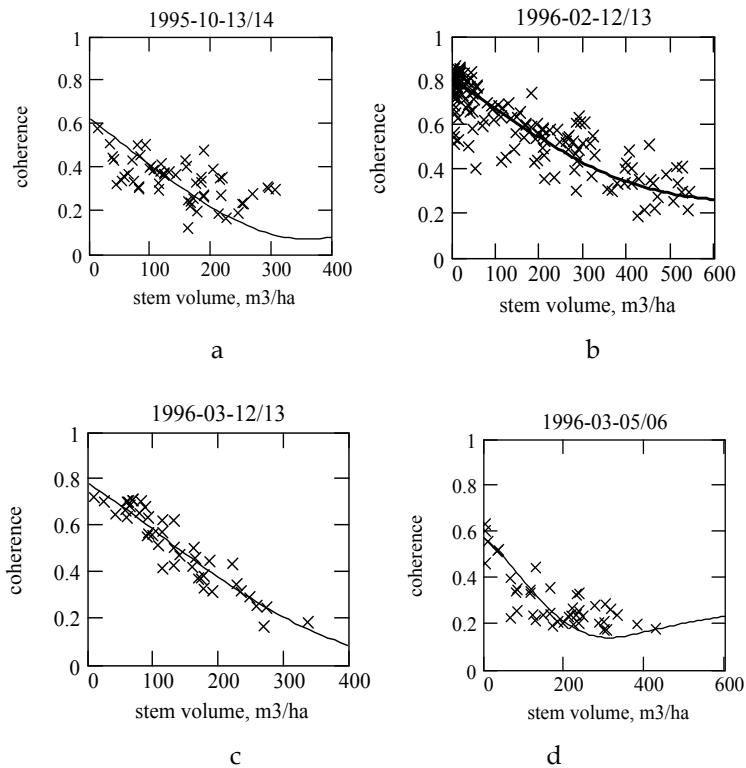 1995-10-13/14
1
0.8
0.6
0.4
0.2
0
coherence
0 100 200 300 400
stem volume, m3/ha
a
1996-02-12/13
1
0.8
0.6
0.4
0.2
0
coherence
0 100 200 300 400 500 600
stem volume, m3/ha
b
1996-03-12/13
1
0.8
0.6
0.4
0.2
0
coherence
0 100 200 300 400
stem volume, m3/ha
c
1996-03-05/06
1
0.8
0.6
0.4
0.2
0
coherence
0 200 400 600
stem volume, m3/ha
d